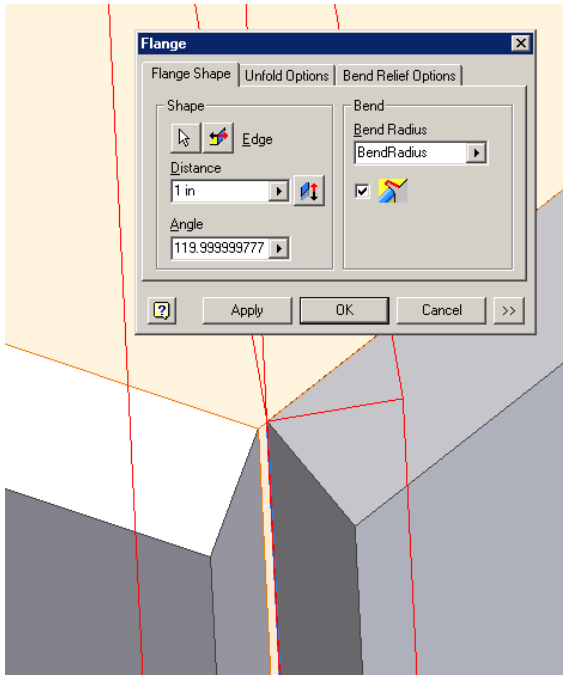 Flange
Flange Shape Unfold Options Bend Relief Options
Shape
Edge
Distance
1 in
Angle
119.999999777
Bend
Bend Radius
BendRadius
? Apply OK Cancel >>